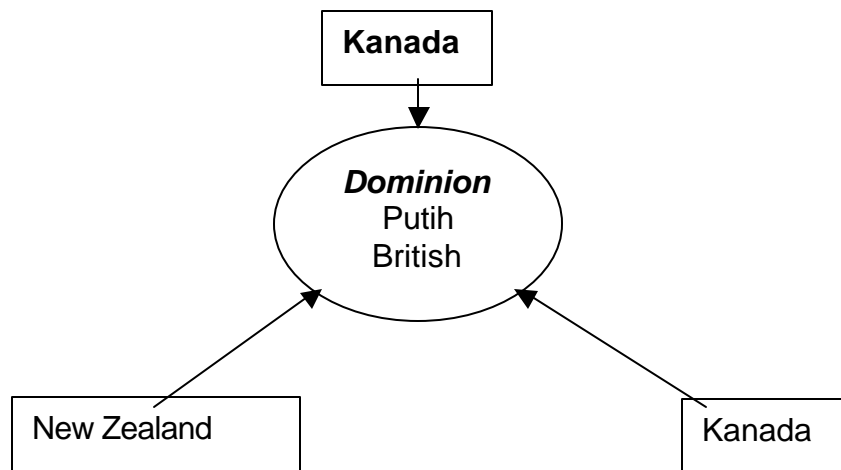 Kanada
Dominion
Putih
British
New Zealand
Kanada